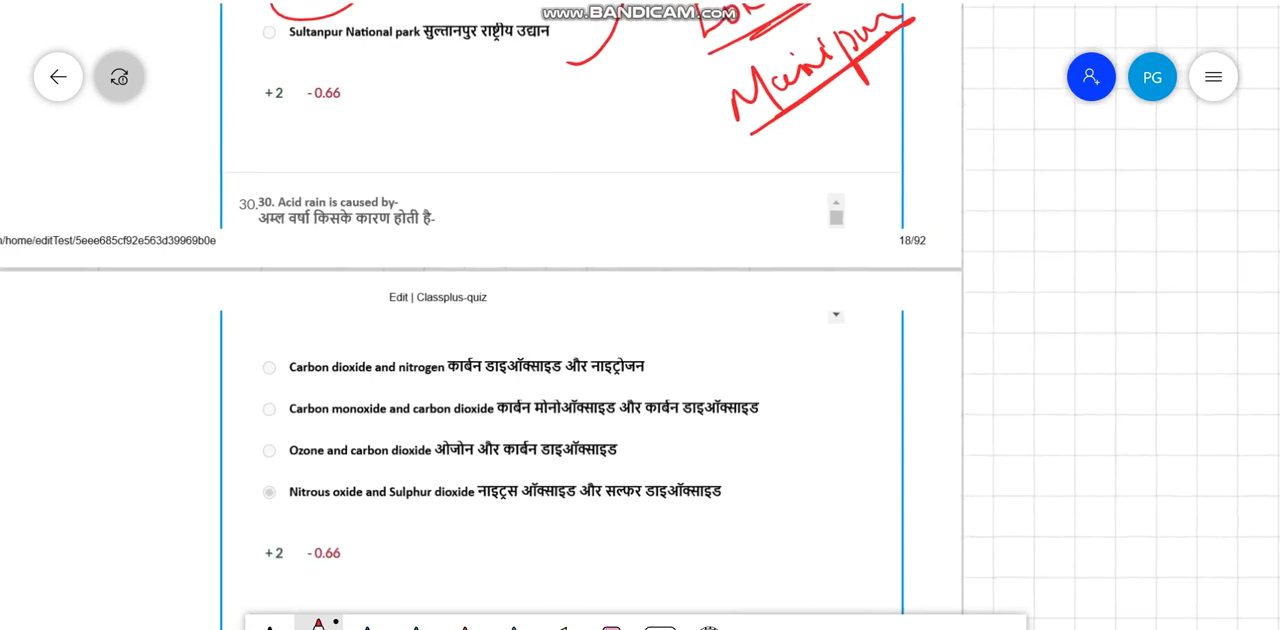 www.BANDICAM.com
Sultanpur National park सुल्तानपुर राष्ट्रीय उद्यान
Manipur
+ 2 - 0.66
PG
30.30. Acid rain is caused by-
अम्ल वर्षा किसके कारण होती है-
/home/editTest/5eee685cf92e563d39969b0e
18/92
Edit | Classplus-quiz
Carbon dioxide and nitrogen कार्बन डाइऑक्साइड और नाइट्रोजन
Carbon monoxide and carbon dioxide कार्बन मोनोऑक्साइड और कार्बन डाइऑक्साइड
Ozone and carbon dioxide ओजोन और कार्बन डाइऑक्साइड
Nitrous oxide and Sulphur dioxide नाइट्रस ऑक्साइड और सल्फर डाइऑक्साइड
+ 2 - 0.66